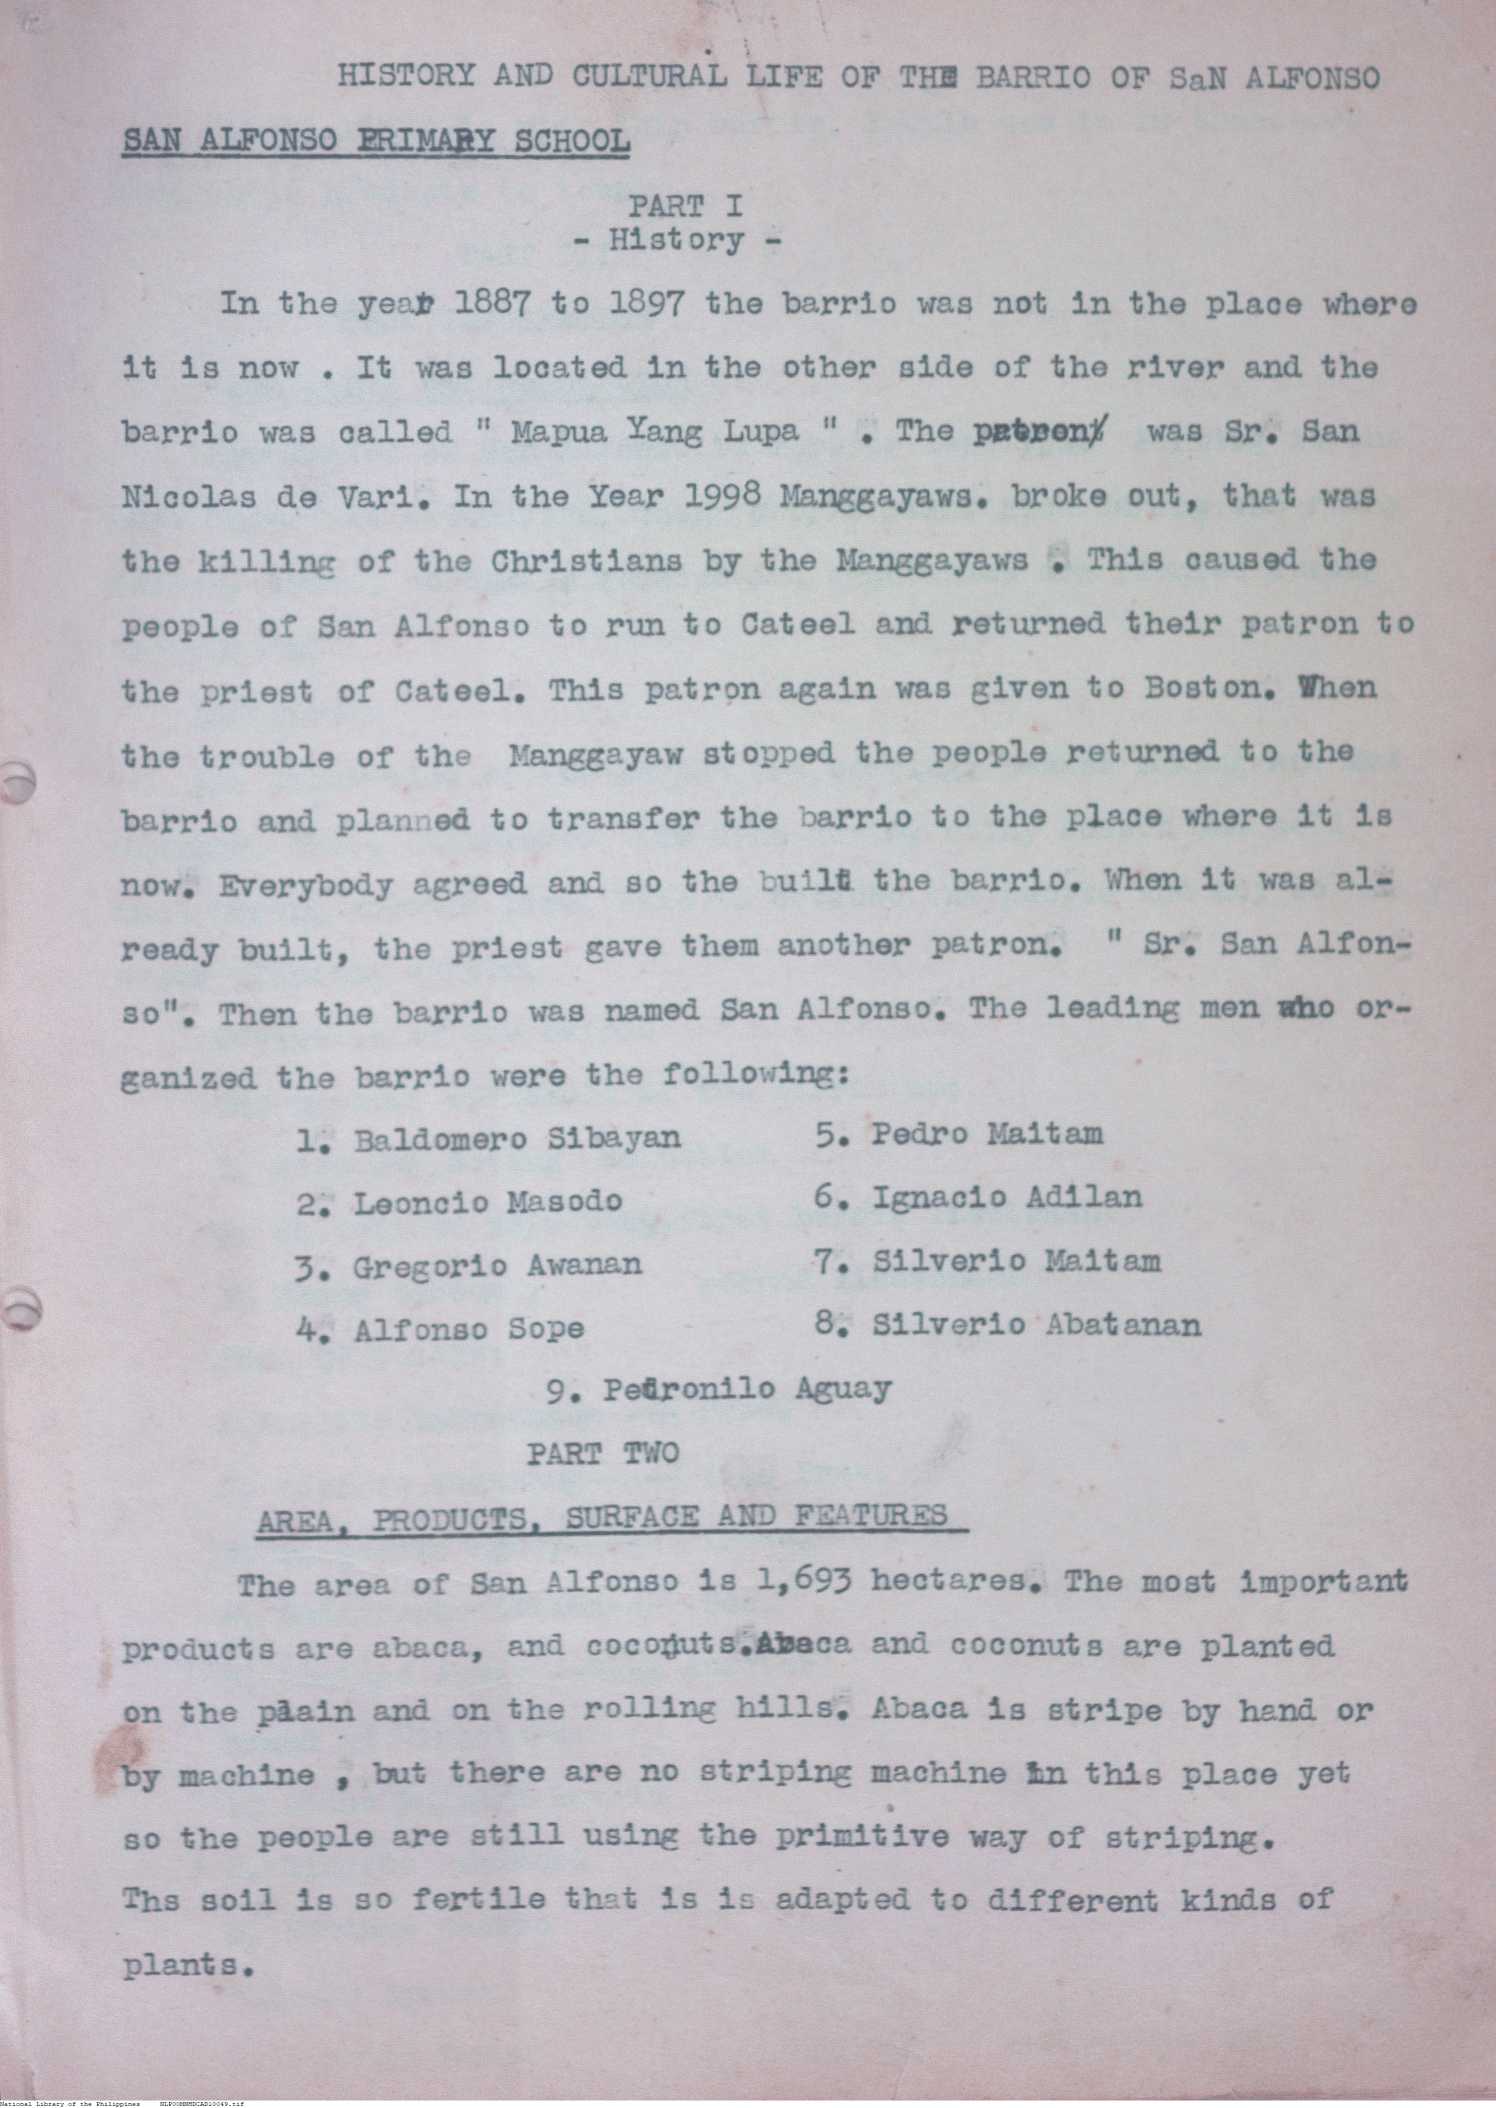 HISTORY AND CULTURAL LIFE OF THE BARRIO OF SaN ALFONSO
SAN ALFONSO PRIMARY SCHOOL
PART I
- History -
In the year 1887 to 1897 the barrio was not in the place where
it is now . It was located in the other side of the river and the
barrio was called " Mapua Yang Lupa " . The patron was Sr. San
Nicolas de Vari. In the Year 1998 Manggayaws. broke out, that was
the killing of the Christians by the Manggayaws . This caused the
people of San Alfonso to run to Cateel and returned their patron to
the priest of Cateel. This patron again was given to Boston. When
the trouble of the Manggayaw stopped the people returned to the
barrio and planned to transfer the barrio to the place where it is
now. Everybody agreed and so the built the barrio. When it was al-
ready built, the priest gave them another patron. " Sr. San Alfon-
so". Then the barrio was named San Alfonso. The leading men who or-
ganized the barrio were the following:
1. Baldomero Sibayan 5. Pedro Maitam
2. Leoncio Masodo 6. Ignacio Adilan
3. Gregorio Awanan 7. Silverio Maitam
4. Alfonso Sope 8. Silverio Abatanan
9. Petronilo Aguay
PART TWO
AREA, PRODUCTS, SURFACE AND FEATURES
The area of San Alfonso is 1,693 hectares. The most important
products are abaca, and coconuts.Abaca and coconuts are planted
on the plain and on the rolling hills. Abaca is stripe by hand or
by machine , but there are no striping machine in this place yet
so the people are still using the primitive way of striping.
Ths soil is so fertile that is is adapted to different kinds of
plants.
National Library of the Philippines NLPOOMNMDCAD10049.tif